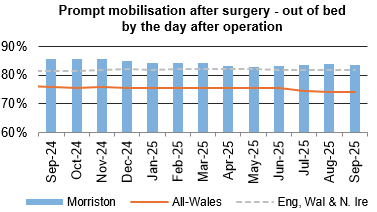 Prompt mobilisation after surgery - out of bed
by the day after operation
90%
80%
70%
60%
Sep-24
Oct-24
Nov-24
Dec-24
Jan-25
Feb-25
Mar-25
Apr-25
May-25
Jun-25
Jul-25
Aug-25
Sep-25
Morriston All-Wales Eng, Wal & N. Ire